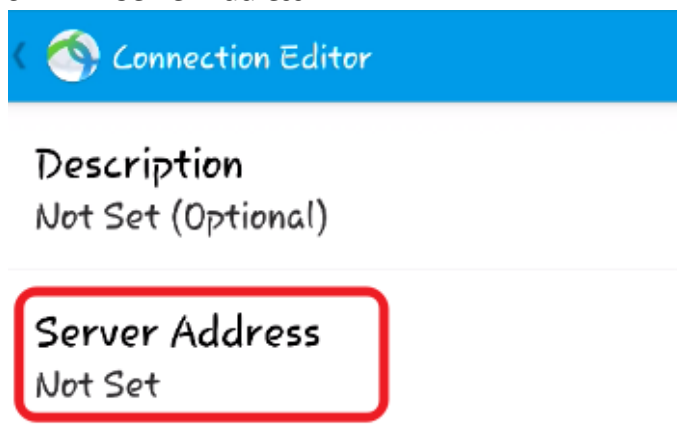 Connection Editor
Description
Not Set (Optional)
Server Address
Not Set